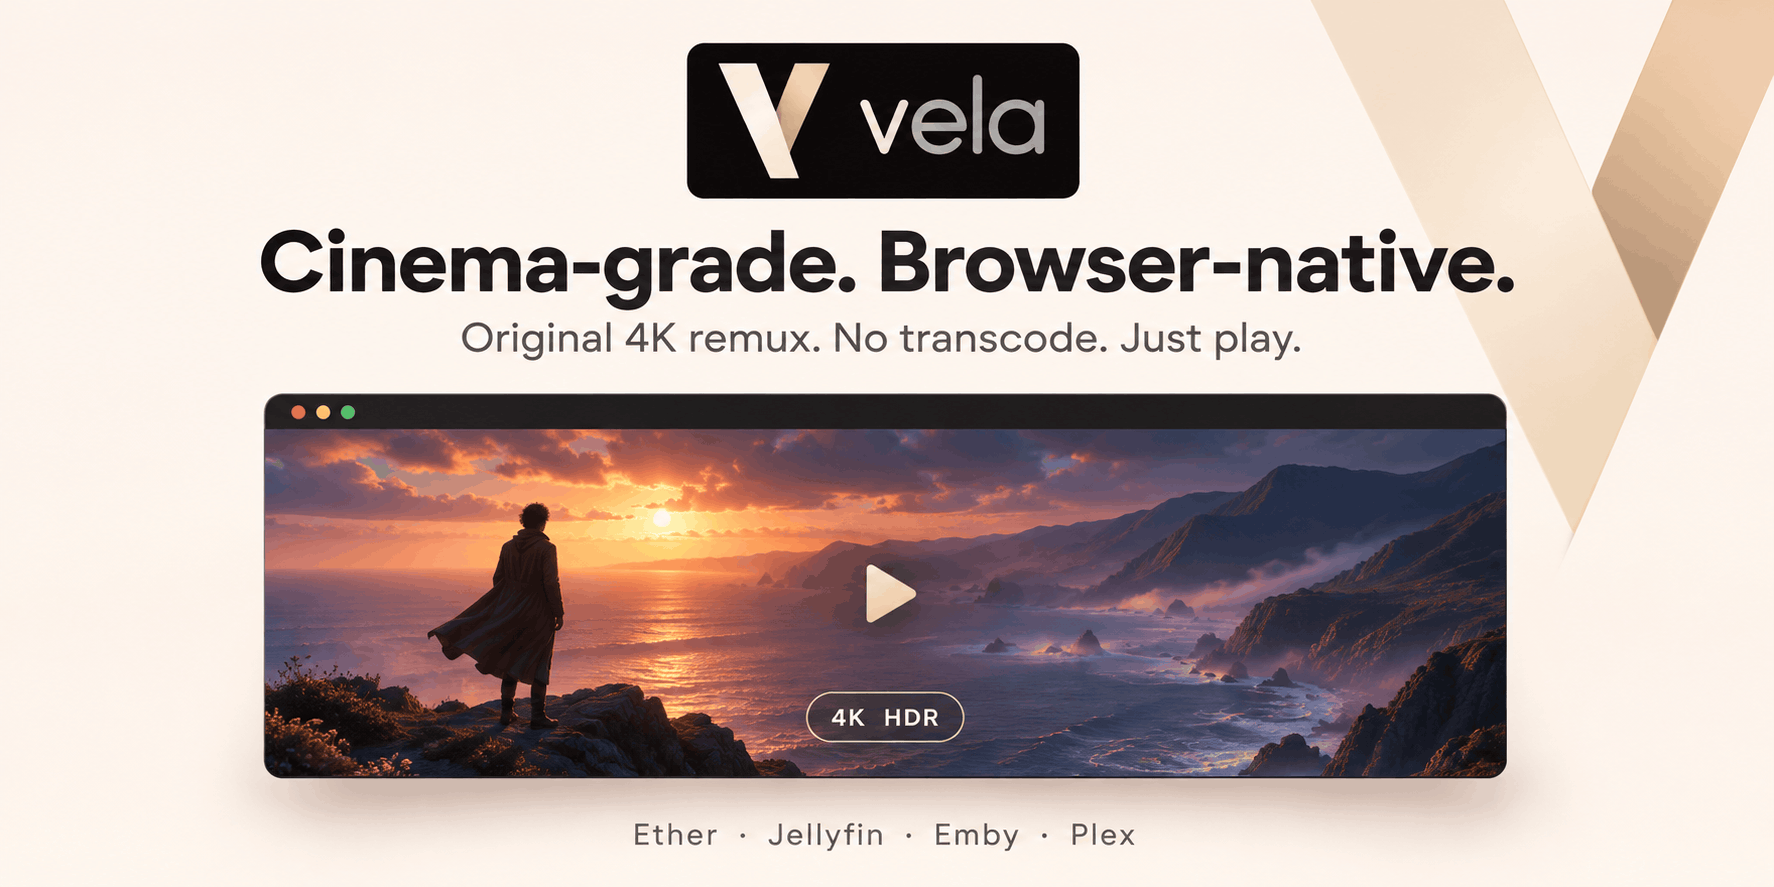 vela
Cinema-grade. Browser-native.
Original 4K remux. No transcode. Just play.
4K HDR
Ether · Jellyfin · Emby · Plex